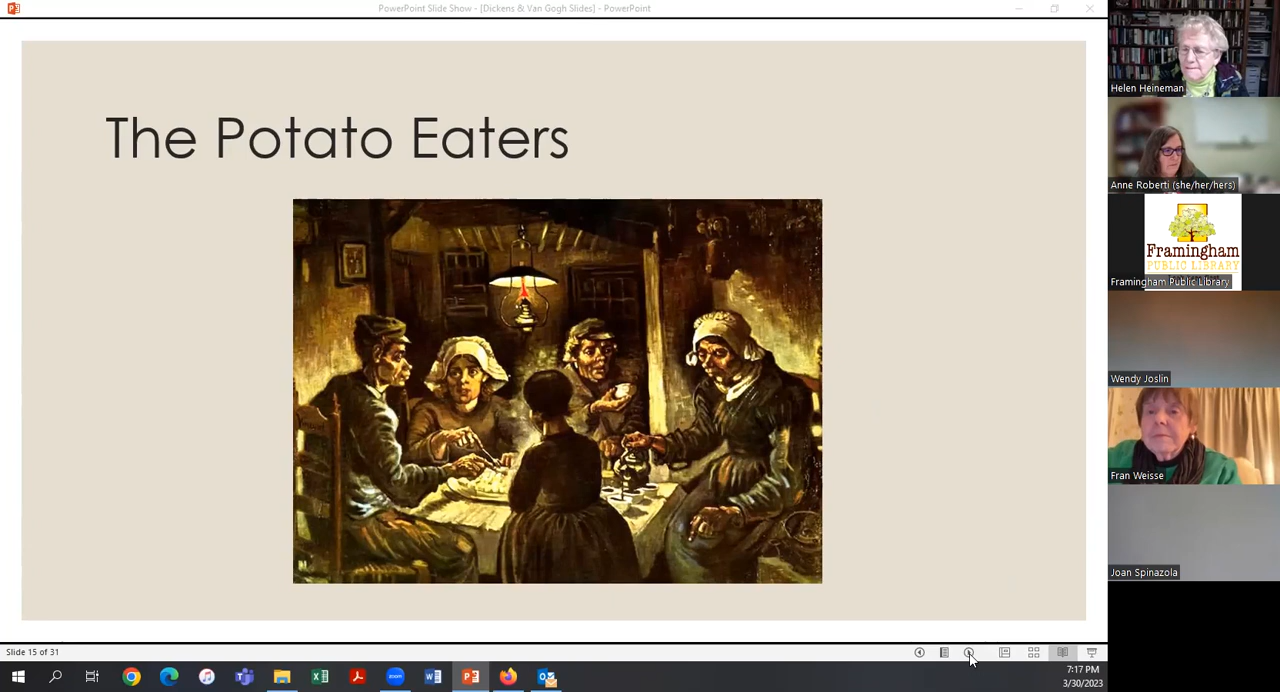 PowerPoint Slide Show - [Dickens & Van Gogh Slides] - PowerPoint
The Potato Eaters
Helen Heineman
Anne Roberti (she/her/hers)
Framingham
PUBLIC LIBRARY
Framingham Public Library
Wendy Joslin
Fran Weisse
Joan Spinazola
Slide 15 of 31
zoom
7:17 PM
3/30/2023